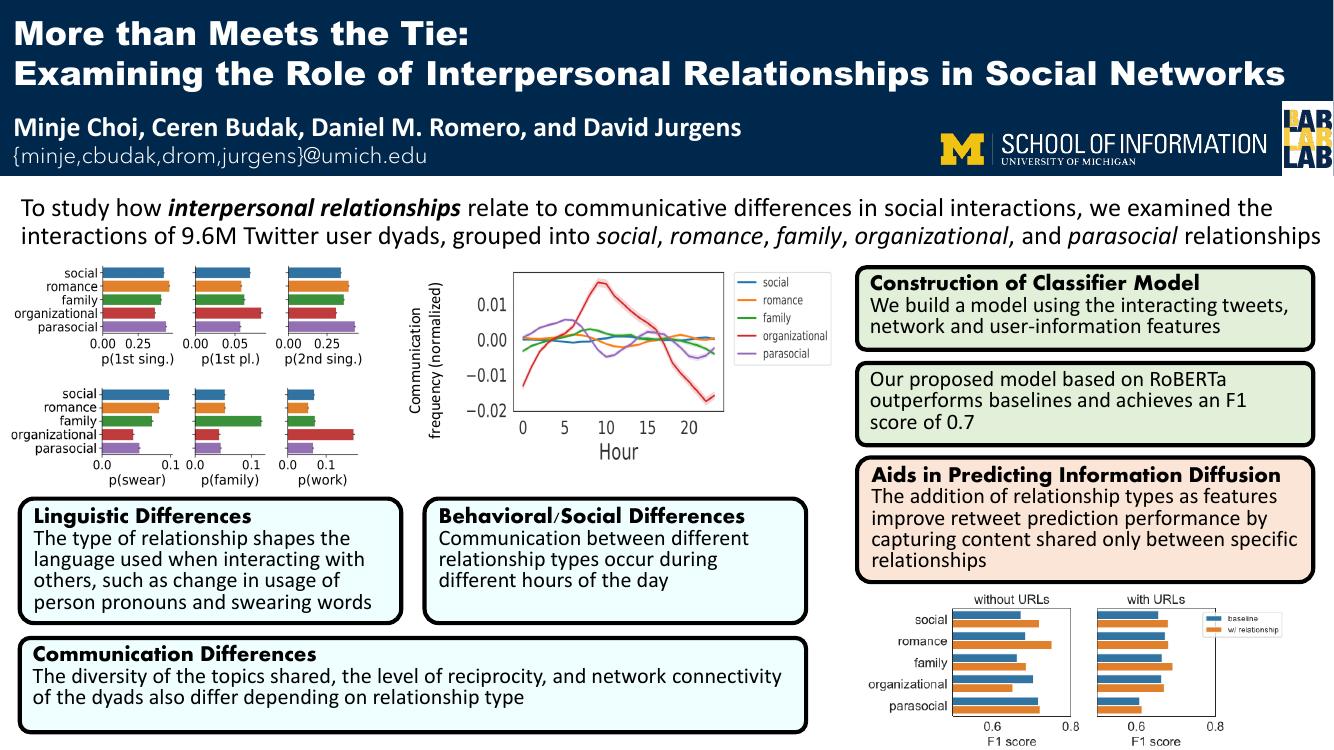 More than Meets the Tie:
Examining the Role of Interpersonal Relationships in Social Networks
Minje Choi, Ceren Budak, Daniel M. Romero, and David Jurgens
{minje,cbudak,drom,jurgens}@umich.edu
M
SCHOOL OF INFORMATION
UNIVERSITY OF MICHIGAN
BLAB
LAB
LAB
To study how interpersonal relationships relate to communicative differences in social interactions, we examined the
interactions of 9.6M Twitter user dyads, grouped into social, romance, family, organizational, and parasocial relationships
social
romance
family
organizational
parasocial
0.00 0.25
p(1st sing.)
0.00 0.05
p(1st pl.)
0.00 0.25
p(2nd sing.)
social
romance
family
organizational
parasocial
0.0 0.1
p(swear)
0.0 0.1
p(family)
0.0 0.1
p(work)
Communication
frequency (normalized)
0.01
0.00
−0.01
−0.02
0 5 10 15 20
Hour
social
romance
family
organizational
parasocial
Linguistic Differences
The type of relationship shapes the
language used when interacting with
others, such as change in usage of
person pronouns and swearing words
Behavioral/Social Differences
Communication between different
relationship types occur during
different hours of the day
Communication Differences
The diversity of the topics shared, the level of reciprocity, and network connectivity
of the dyads also differ depending on relationship type
Construction of Classifier Model
We build a model using the interacting tweets,
network and user-information features
Our proposed model based on RoBERTa
outperforms baselines and achieves an F1
score of 0.7
Aids in Predicting Information Diffusion
The addition of relationship types as features
improve retweet prediction performance by
capturing content shared only between specific
relationships
without URLs
with URLs
social
romance
family
organizational
parasocial
baseline
w/ relationship
0.6 0.8
F1 score
0.6 0.8
F1 score